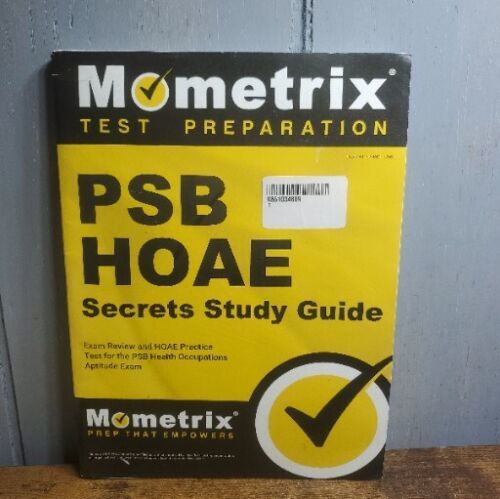 Mometrix®
TEST PREPARATION
PSB
HOAE
Secrets Study Guide
Exam Review and HOAE Practice
Test for the PSB Health Occupations
Aptitude Exam
Mometrix®
PREP THAT EMPOWERS